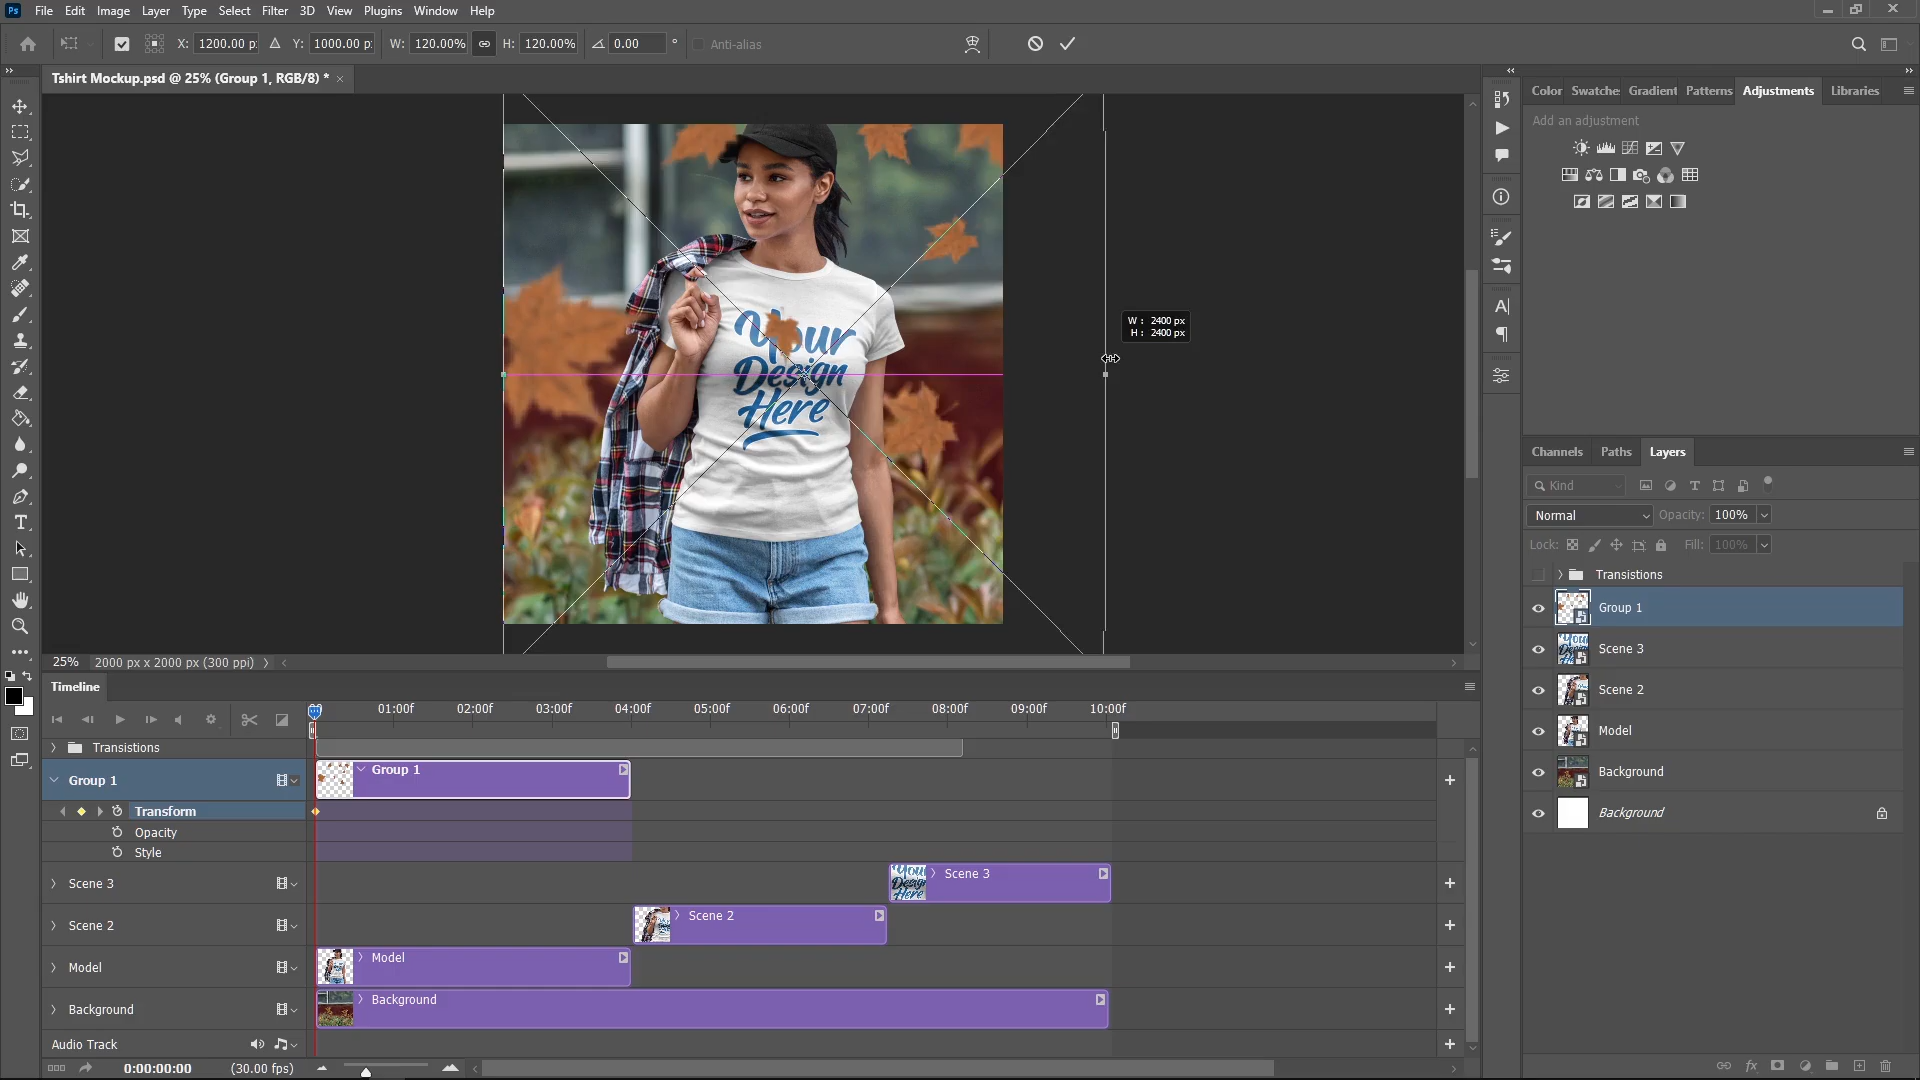 Ps File Edit Image Layer Type Select Filter 3D View Plugins Window Help
X: 1200.00 px Y: 1000.00 px W: 120.00% H: 120.00% 0.00 ° Anti-alias
Tshirt Mockup.psd @ 25% (Group 1, RGB/8) * ×
Color Swatches Gradient Patterns Adjustments Libraries
Add an adjustment
Your
Design
Here
W : 2400 px
H : 2400 px
Channels Paths Layers
Kind
Normal Opacity: 100%
Lock: Fill: 100%
Transistions
Group 1
Scene 3
Scene 2
Model
Background
Background
25% 2000 px x 2000 px (300 ppi)
Timeline
01:00f 02:00f 03:00f 04:00f 05:00f 06:00f 07:00f 08:00f 09:00f 10:00f
Transistions
Group 1 Group 1
Transform
Opacity
Style
Scene 3 Scene 3
Scene 2 Scene 2
Model Model
Background Background
Audio Track
0:00:00:00 (30.00 fps)